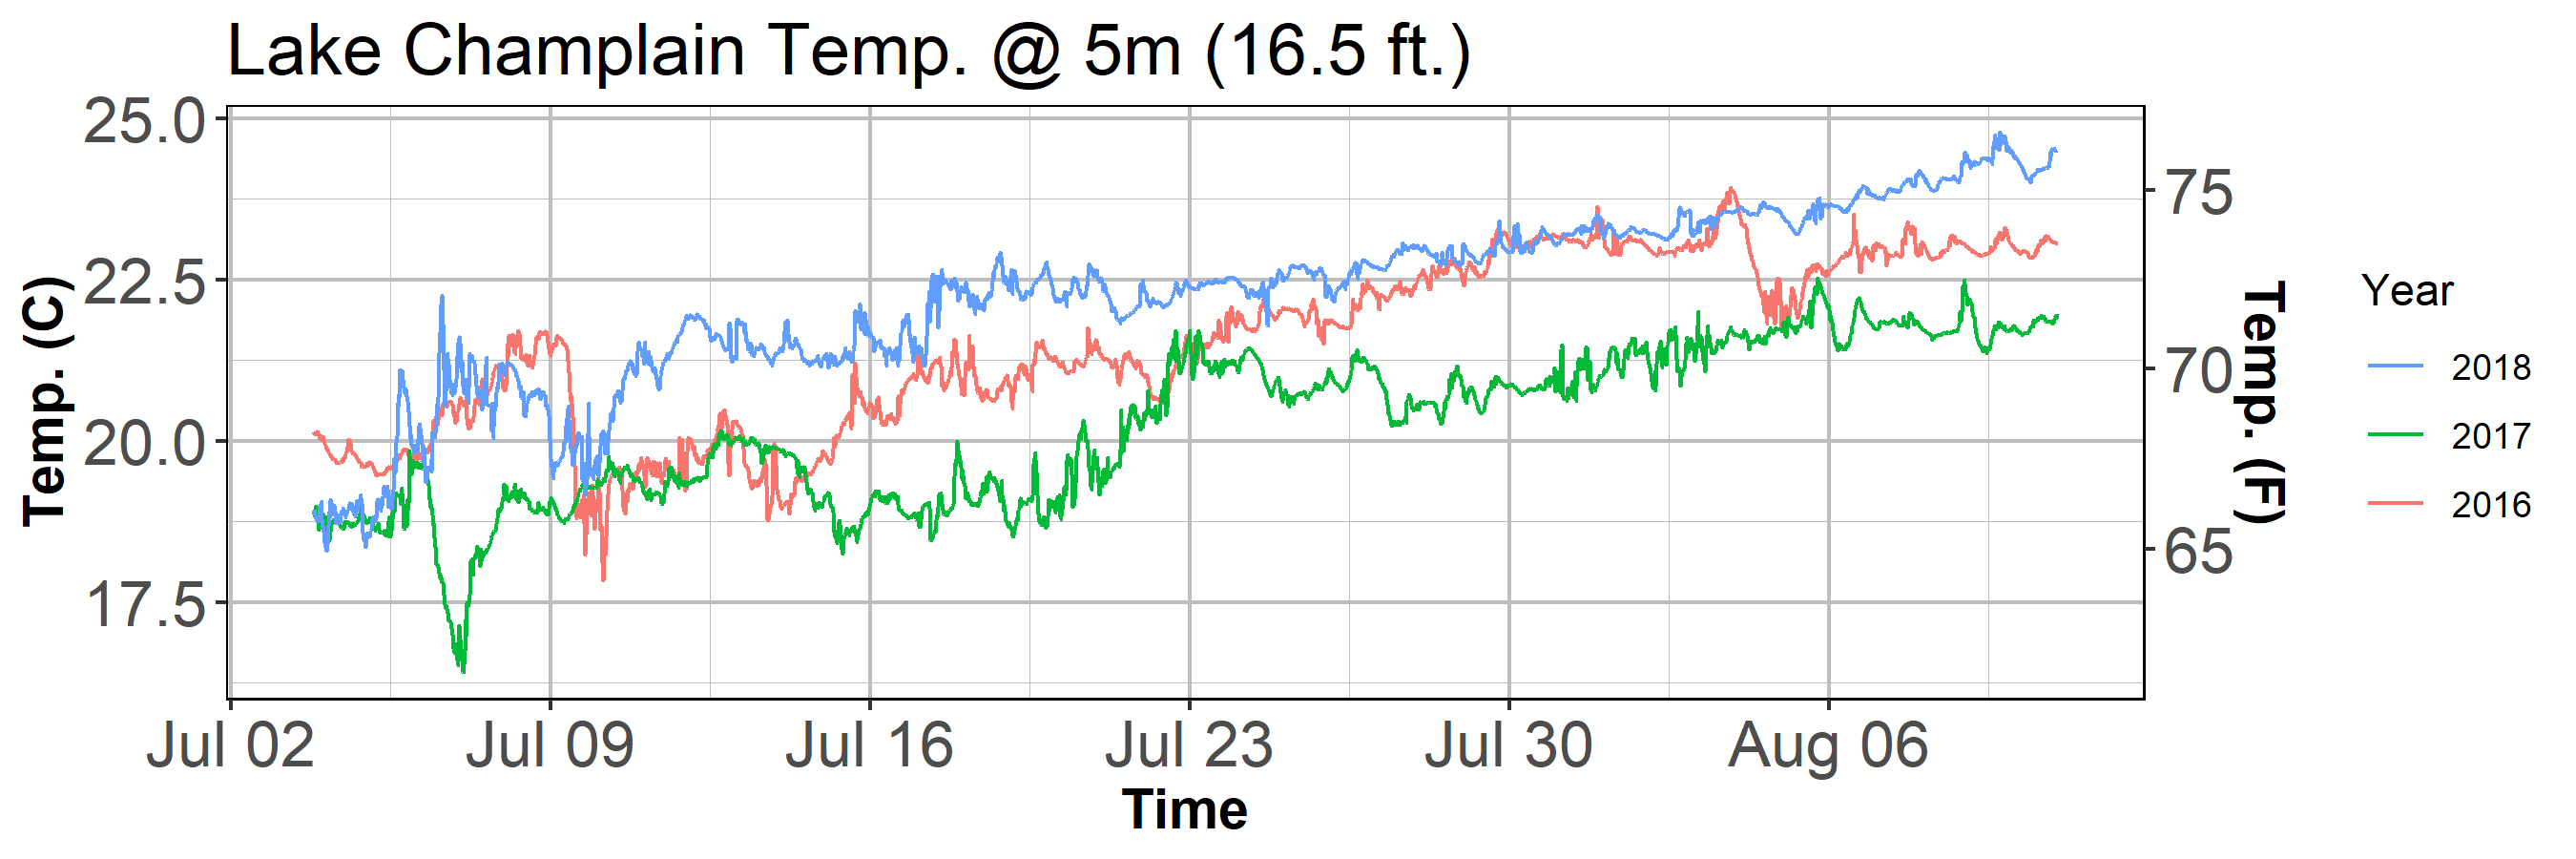 Lake Champlain Temp. @ 5m (16.5 ft.)
Temp. (C)
25.0
22.5
20.0
17.5
75
70
65
Temp. (F)
Jul 02
Jul 09
Jul 16
Jul 23
Jul 30
Aug 06
Time
Year
2018
2017
2016